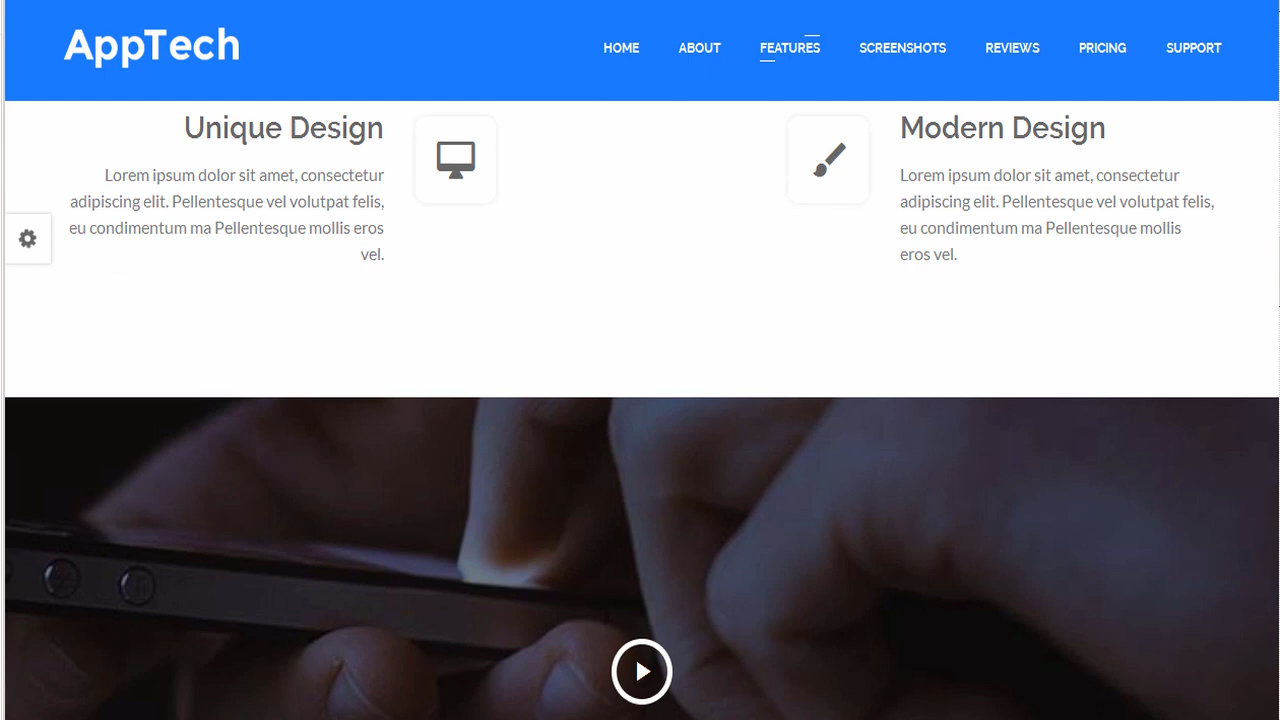 AppTech
HOME ABOUT FEATURES SCREENSHOTS REVIEWS PRICING SUPPORT
Unique Design
Lorem ipsum dolor sit amet, consectetur
adipiscing elit. Pellentesque vel volutpat felis,
eu condimentum ma Pellentesque mollis eros
vel.
Modern Design
Lorem ipsum dolor sit amet, consectetur
adipiscing elit. Pellentesque vel volutpat felis,
eu condimentum ma Pellentesque mollis
eros vel.